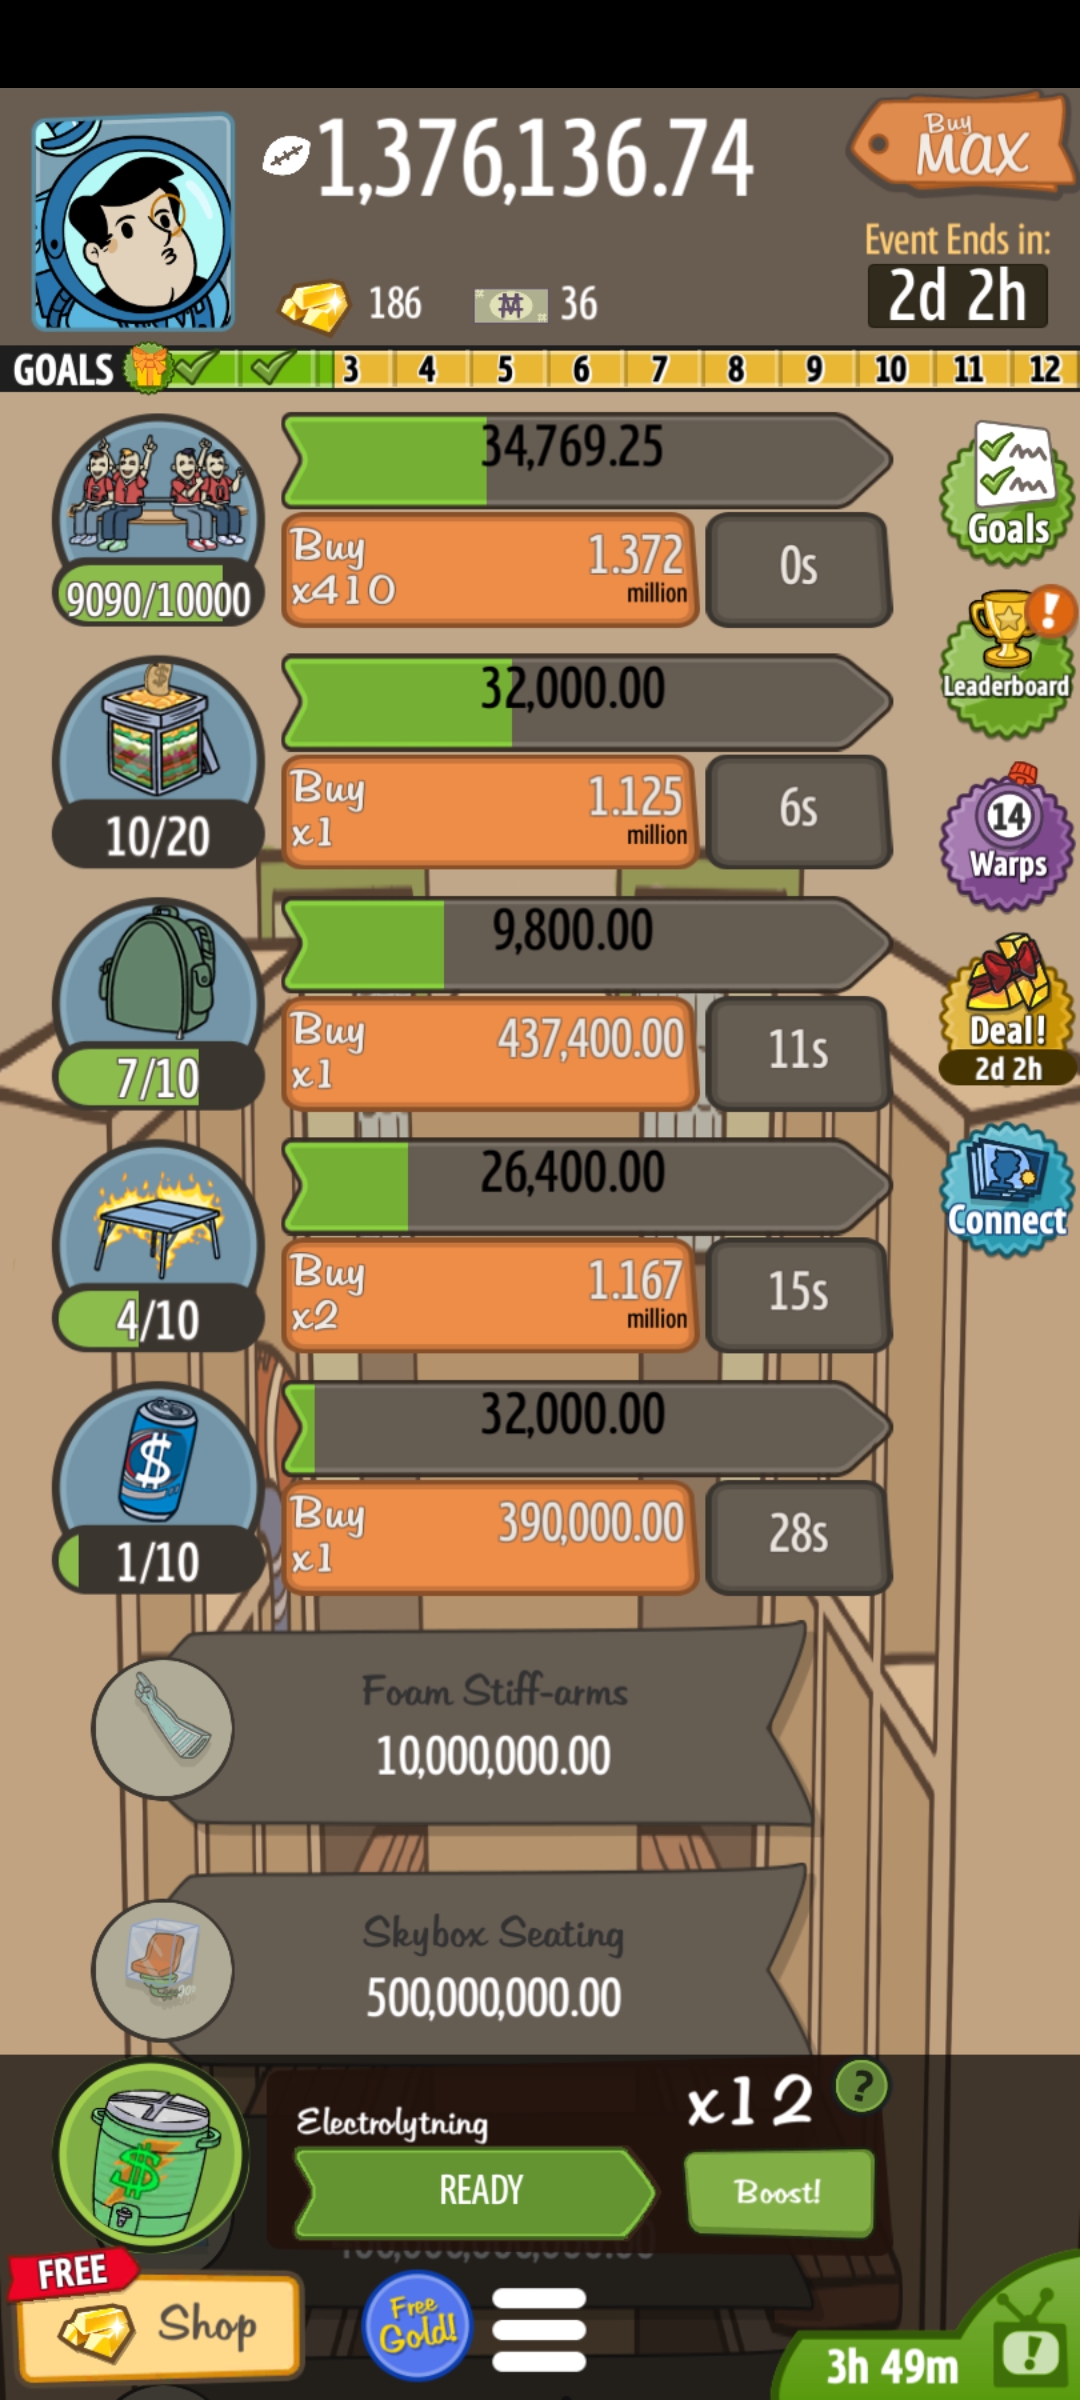 1,376,136.74
Buy
MAX
Event Ends in:
2d 2h
186
36
GOALS 3 4 5 6 7 8 9 10 11 12
34,769.25
Buy
x410
1.372
million
0s
9090/10000
Goals
32,000.00
Buy
x1
1.125
million
6s
10/20
Leaderboard
9,800.00
Buy
x1
437,400.00
11s
7/10
14
Warps
26,400.00
Buy
x2
1.167
million
15s
4/10
Deal!
2d 2h
32,000.00
Buy
x1
390,000.00
28s
1/10
Connect
Foam Stiff-arms
10,000,000.00
Skybox Seating
500,000,000.00
Electrolytning
x12
?
READY
Boost!
FREE
Shop
Free
Gold!
3h 49m